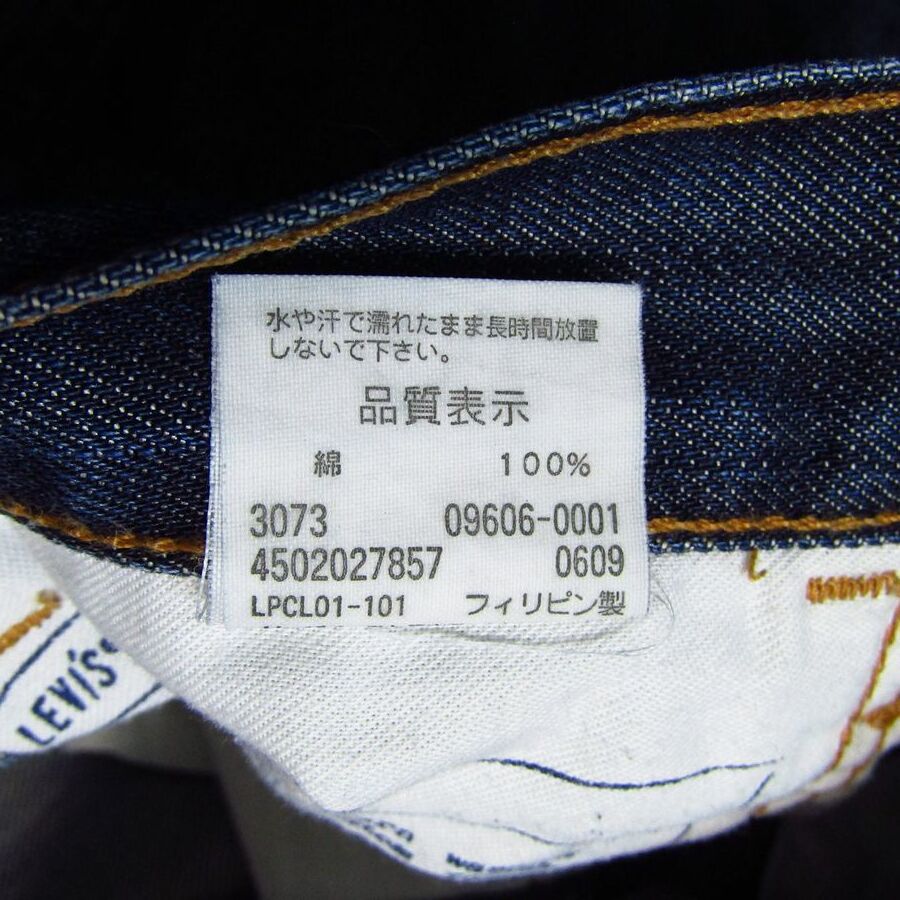 水や汗で濡れたまま長時間放置
しないで下さい。
品質表示
綿 100%
3073 09606-0001
4502027857 0609
LPCL01-101 フィリピン製
LEVI'S